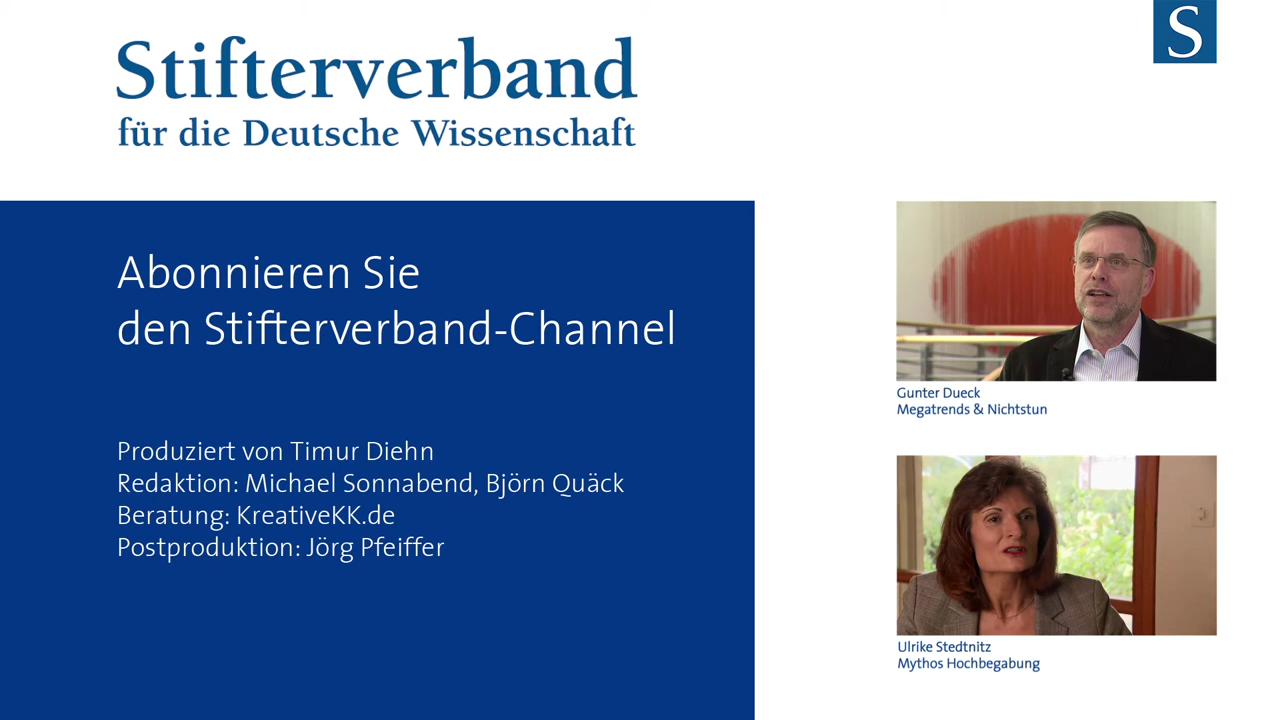 Stifterverband
für die Deutsche Wissenschaft
S
Abonnieren Sie
den Stifterverband-Channel
Produziert von Timur Diehn
Redaktion: Michael Sonnabend, Björn Quäck
Beratung: KreativeKK.de
Postproduktion: Jörg Pfeiffer
Gunter Dueck
Megatrends & Nichtstun
Ulrike Stedtnitz
Mythos Hochbegabung